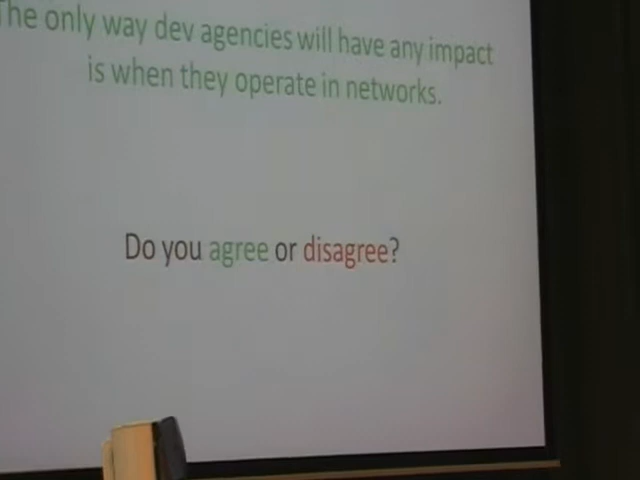 The only way dev agencies will have any impact
is when they operate in networks.
Do you agree or disagree?